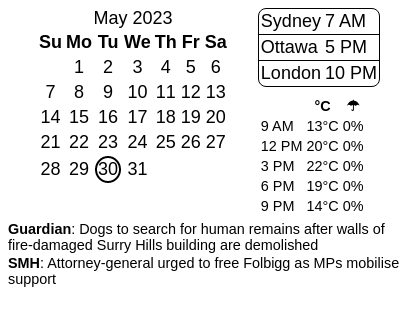 May 2023
Su Mo Tu We Th Fr Sa
1 2 3 4 5 6
7 8 9 10 11 12 13
14 15 16 17 18 19 20
21 22 23 24 25 26 27
28 29 30 31
Sydney 7 AM
Ottawa 5 PM
London 10 PM
°C ☂
9 AM 13°C 0%
12 PM 20°C 0%
3 PM 22°C 0%
6 PM 19°C 0%
9 PM 14°C 0%
Guardian: Dogs to search for human remains after walls of
fire-damaged Surry Hills building are demolished
SMH: Attorney-general urged to free Folbigg as MPs mobilise
support